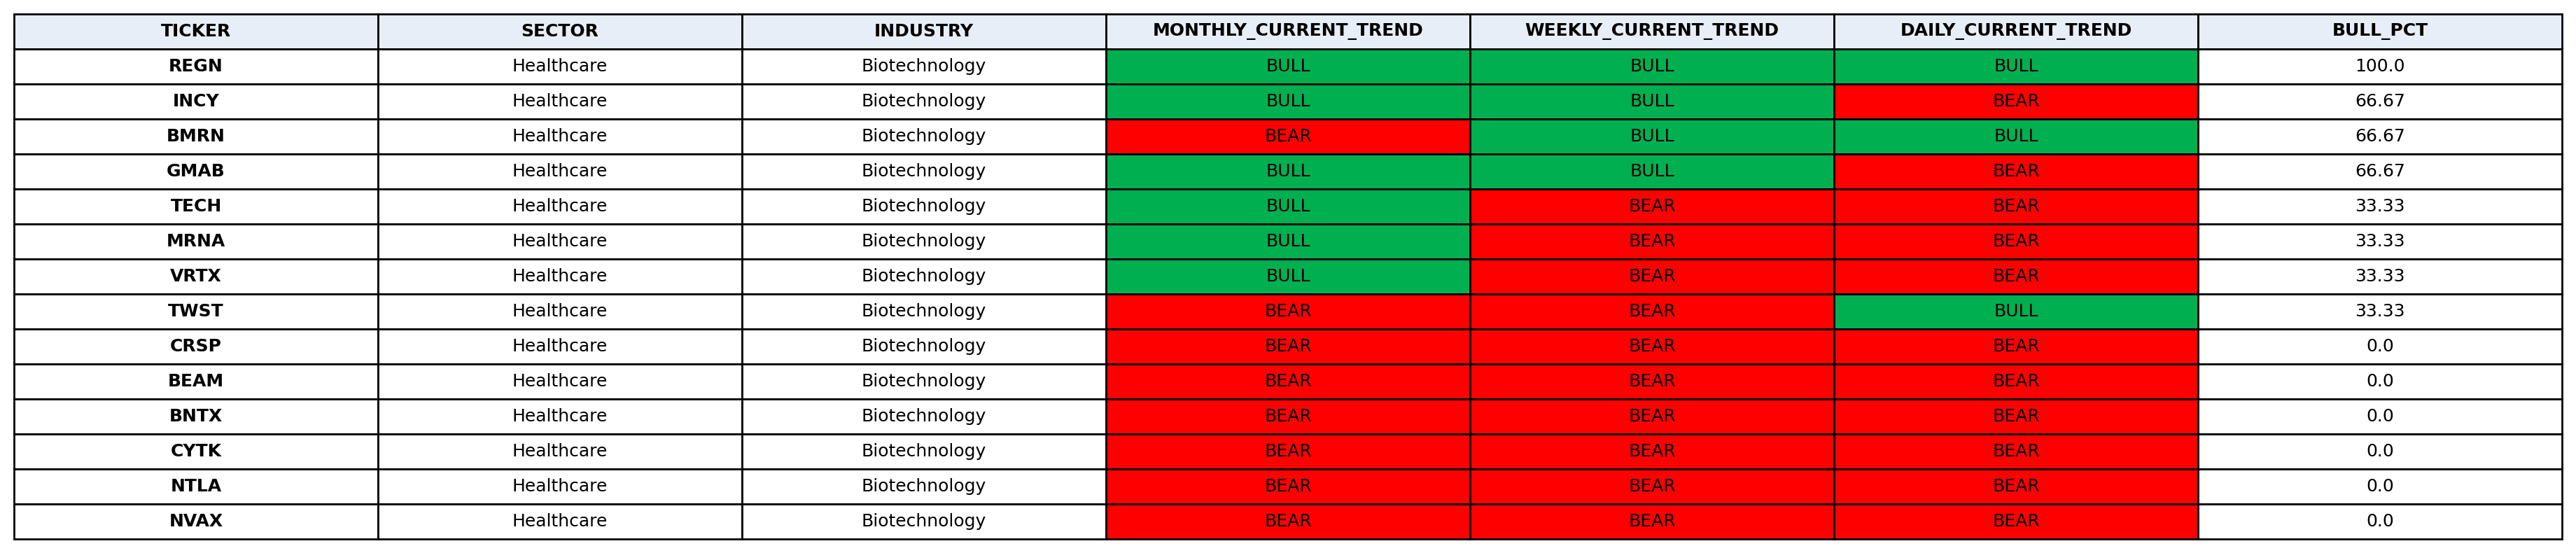 TICKER SECTOR INDUSTRY MONTHLY_CURRENT_TREND WEEKLY_CURRENT_TREND DAILY_CURRENT_TREND BULL_PCT
REGN Healthcare Biotechnology BULL BULL BULL 100.0
INCY Healthcare Biotechnology BULL BULL BEAR 66.67
BMRN Healthcare Biotechnology BEAR BULL BULL 66.67
GMAB Healthcare Biotechnology BULL BULL BEAR 66.67
TECH Healthcare Biotechnology BULL BEAR BEAR 33.33
MRNA Healthcare Biotechnology BULL BEAR BEAR 33.33
VRTX Healthcare Biotechnology BULL BEAR BEAR 33.33
TWST Healthcare Biotechnology BEAR BEAR BULL 33.33
CRSP Healthcare Biotechnology BEAR BEAR BEAR 0.0
BEAM Healthcare Biotechnology BEAR BEAR BEAR 0.0
BNTX Healthcare Biotechnology BEAR BEAR BEAR 0.0
CYTK Healthcare Biotechnology BEAR BEAR BEAR 0.0
NTLA Healthcare Biotechnology BEAR BEAR BEAR 0.0
NVAX Healthcare Biotechnology BEAR BEAR BEAR 0.0